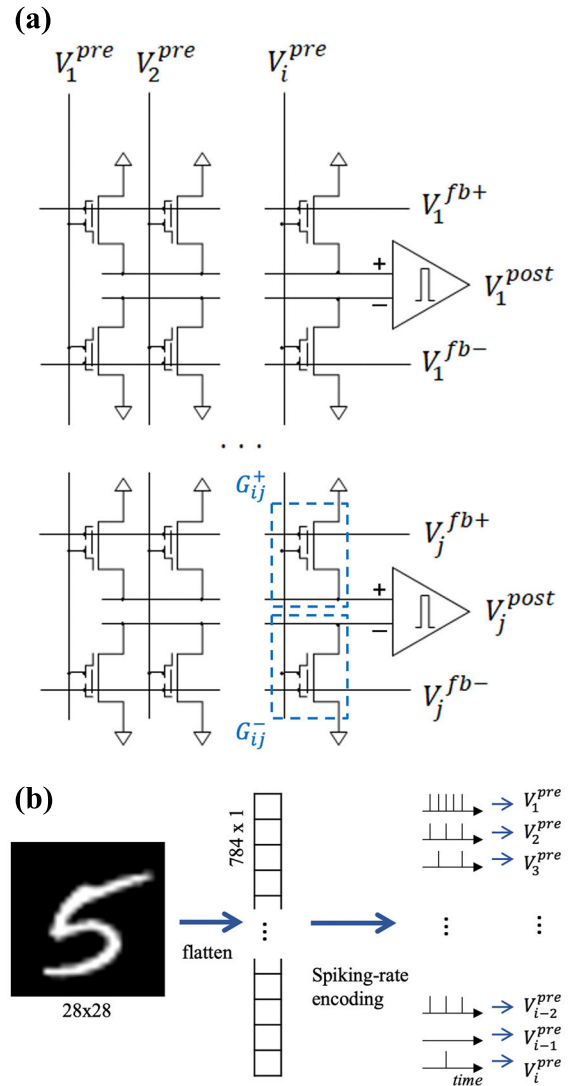 (a)
V_1^{pre} V_2^{pre} V_i^{pre}
V_1^{fb+}
+
−
V_1^{post}
V_1^{fb−}
. . .
G_{ij}^+
V_j^{fb+}
+
−
V_j^{post}
V_j^{fb−}
G_{ij}^−
(b)
28x28
flatten
784 x 1
⋮
Spiking-rate
encoding
V_1^{pre}
V_2^{pre}
V_3^{pre}
⋮ ⋮
V_{i−2}^{pre}
V_{i−1}^{pre}
V_i^{pre}
time